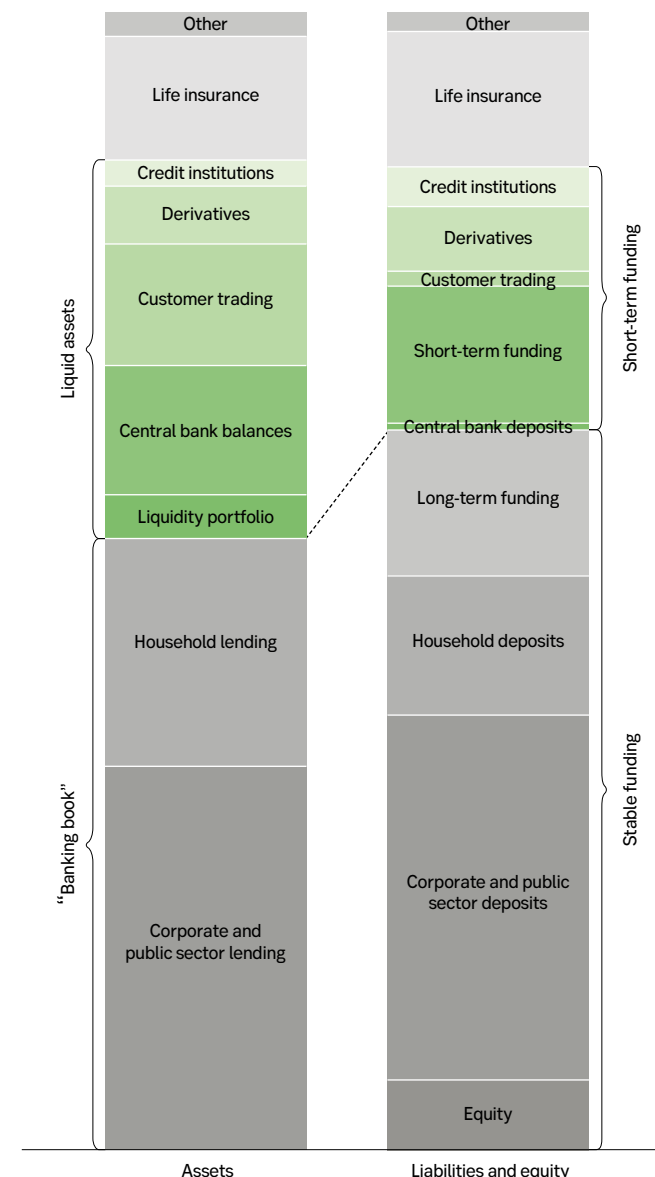 Other
Life insurance
Credit institutions
Derivatives
Customer trading
Central bank balances
Liquidity portfolio
Household lending
Corporate and
public sector lending
Liquid assets
“Banking book”
Assets
Other
Life insurance
Credit institutions
Derivatives
Customer trading
Short-term funding
Central bank deposits
Long-term funding
Household deposits
Corporate and public
sector deposits
Equity
Short-term funding
Stable funding
Liabilities and equity